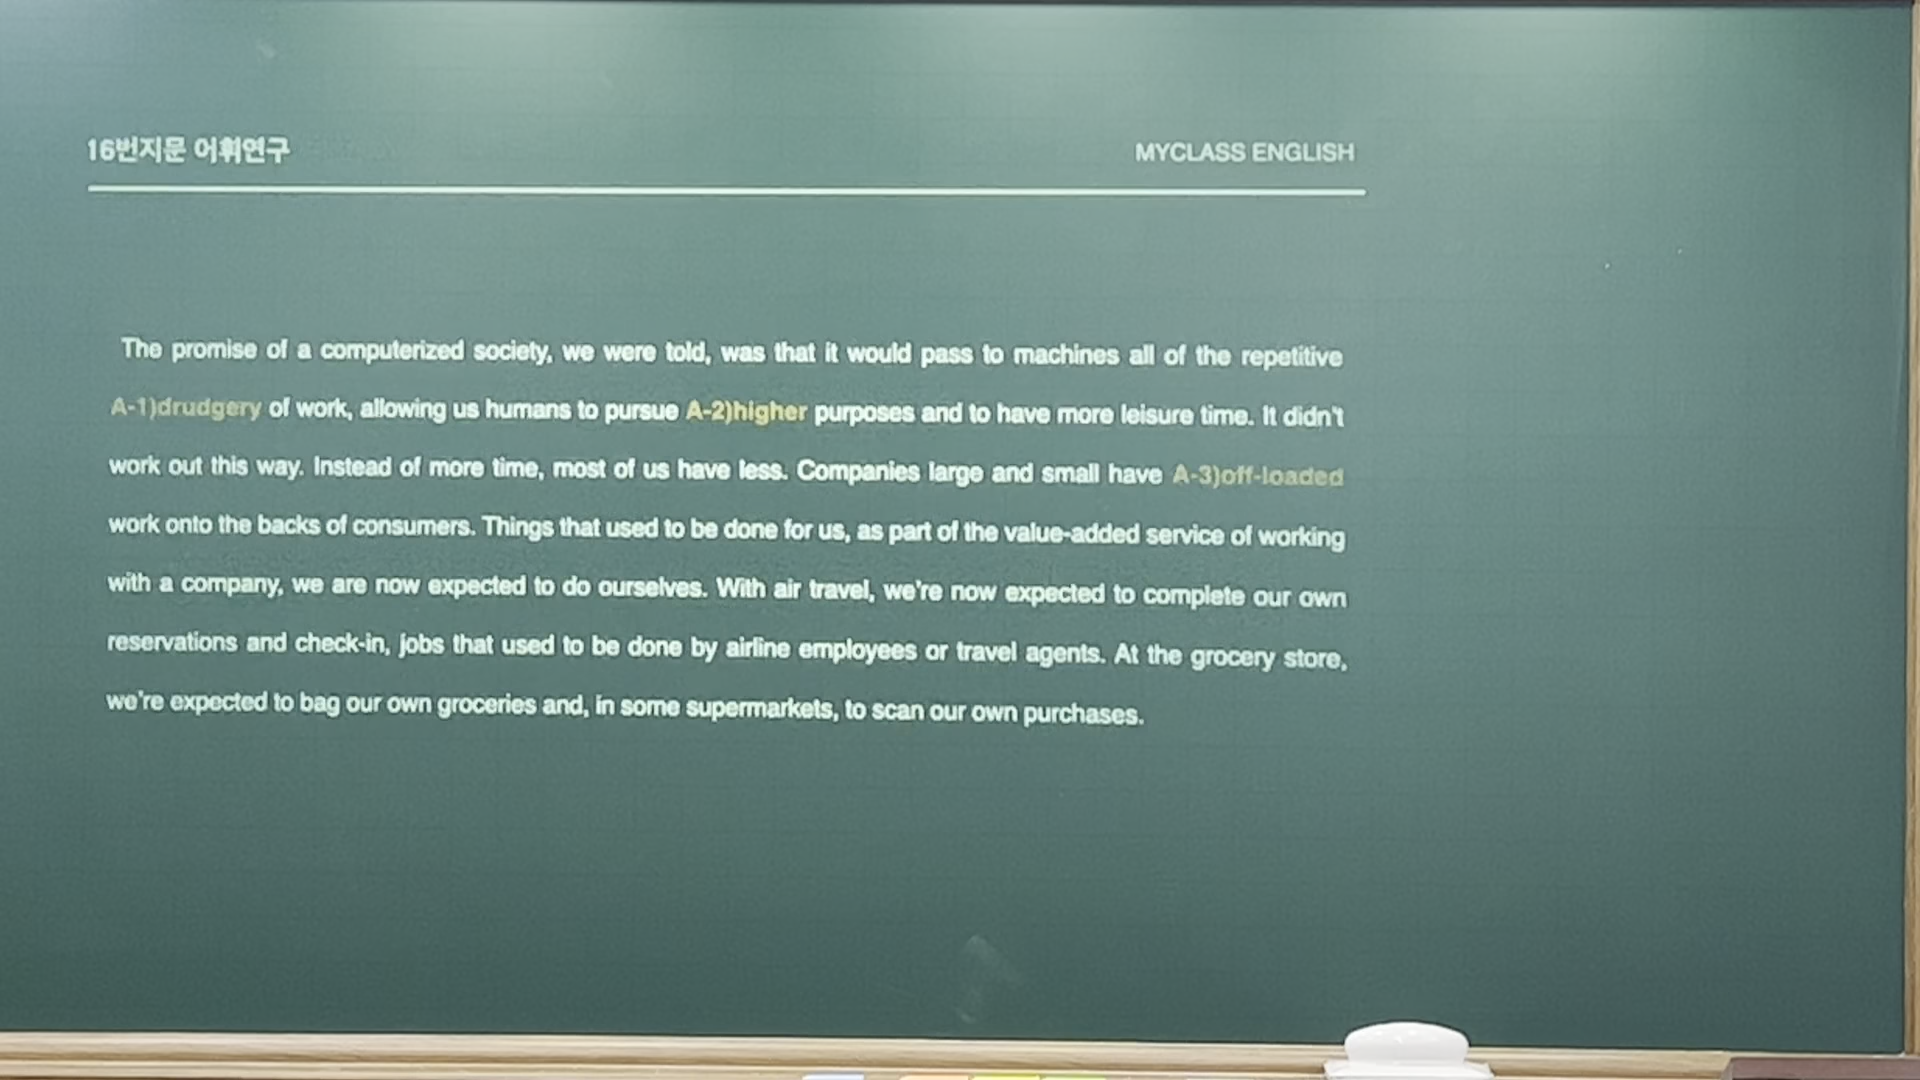 16번지문 어휘연구
MYCLASS ENGLISH
The promise of a computerized society, we were told, was that it would pass to machines all of the repetitive
A-1)drudgery of work, allowing us humans to pursue A-2)higher purposes and to have more leisure time. It didn't
work out this way. Instead of more time, most of us have less. Companies large and small have A-3)off-loaded
work onto the backs of consumers. Things that used to be done for us, as part of the value-added service of working
with a company, we are now expected to do ourselves. With air travel, we're now expected to complete our own
reservations and check-in, jobs that used to be done by airline employees or travel agents. At the grocery store,
we're expected to bag our own groceries and, in some supermarkets, to scan our own purchases.